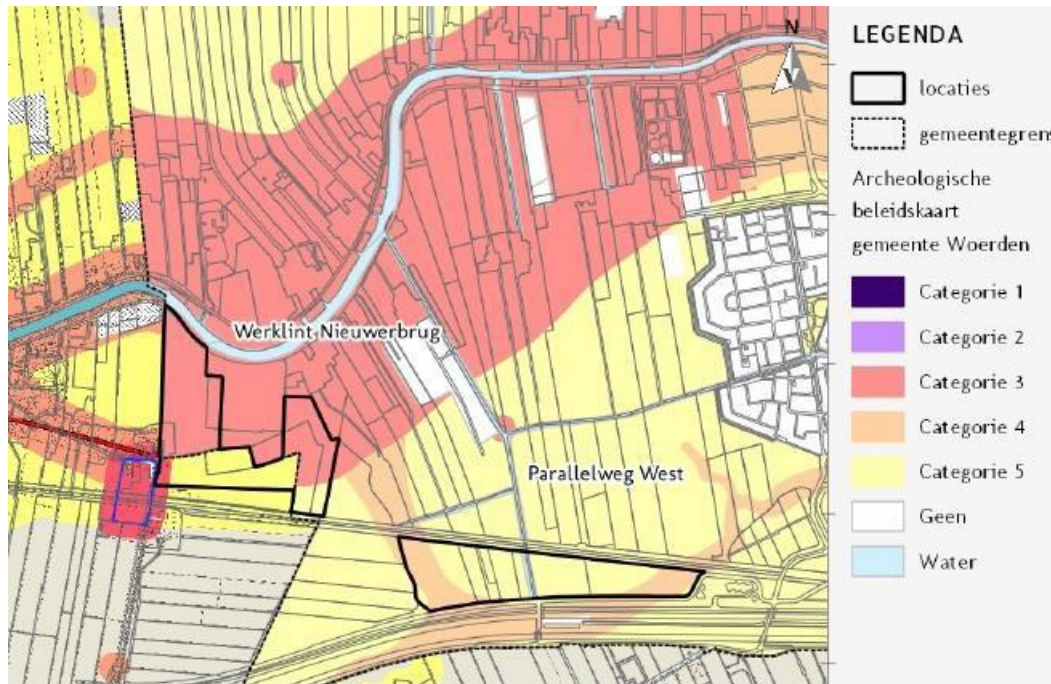 Werklint Nieuwerbrug
Parallelweg West
N
LEGENDA
locaties
gemeentegrens
Archeologische
beleidskaart
gemeente Woerden
Categorie 1
Categorie 2
Categorie 3
Categorie 4
Categorie 5
Geen
Water